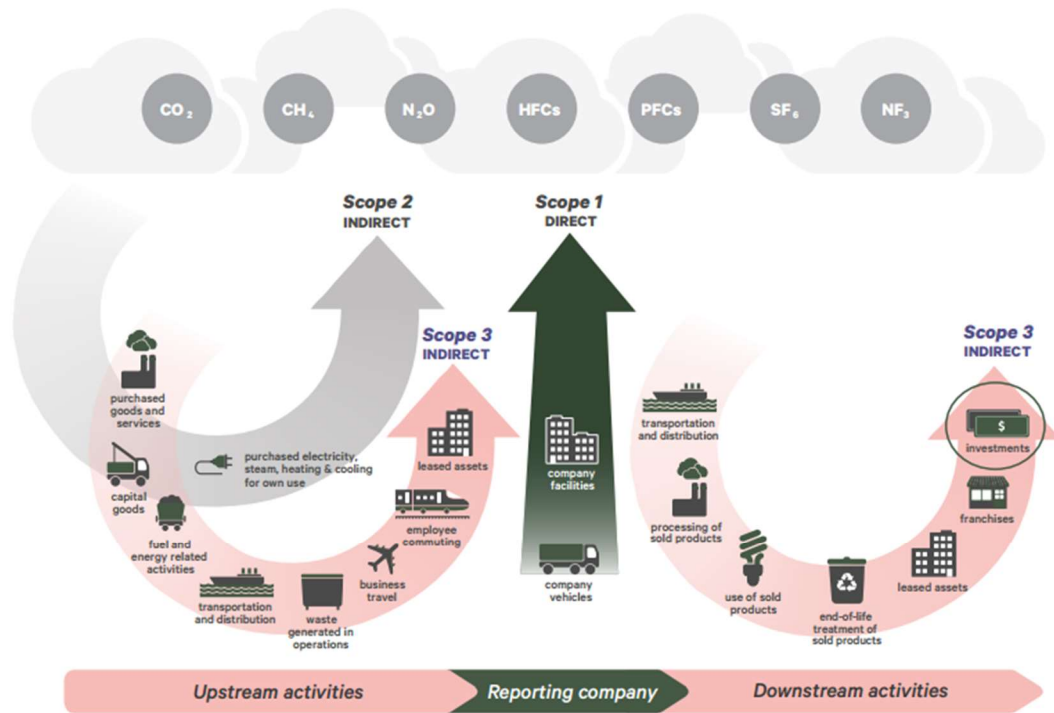 CO₂
CH₄
N₂O
HFCs
PFCs
SF₆
NF₃
Scope 2
INDIRECT
Scope 1
DIRECT
Scope 3
INDIRECT
Scope 3
INDIRECT
purchased
goods and
services
capital
goods
fuel and
energy related
activities
transportation
and distribution
waste
generated in
operations
business
travel
employee
commuting
leased assets
purchased electricity,
steam, heating & cooling
for own use
company
facilities
company
vehicles
transportation
and distribution
processing of
sold products
use of sold
products
end-of-life
treatment of
sold products
leased assets
franchises
$
investments
Upstream activities
Reporting company
Downstream activities